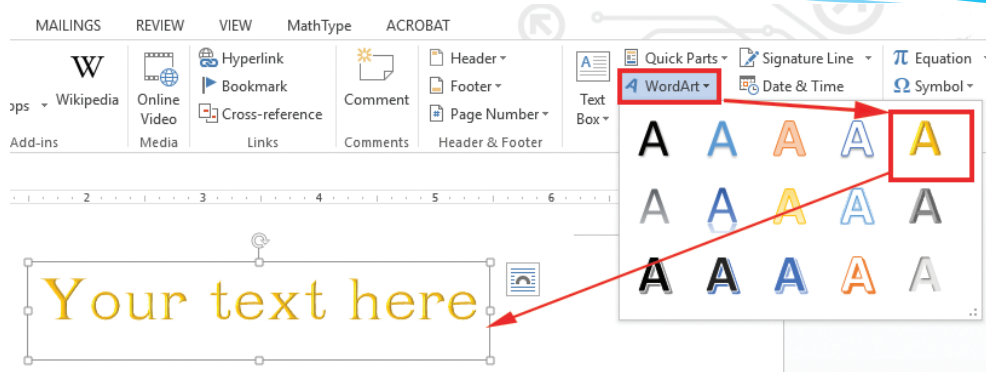 MAILINGS REVIEW VIEW MathType ACROBAT
W
ops Wikipedia
Add-ins
Online
Video
Media
Hyperlink
Bookmark
Cross-reference
Links
Comment
Comments
Header
Footer
Page Number
Header & Footer
A
Text
Box
Quick Parts
A WordArt
Signature Line
Date & Time
π Equation
Ω Symbol
A A A A A
A A A A A
A A A A A
2 3 4 5 6
Your text here